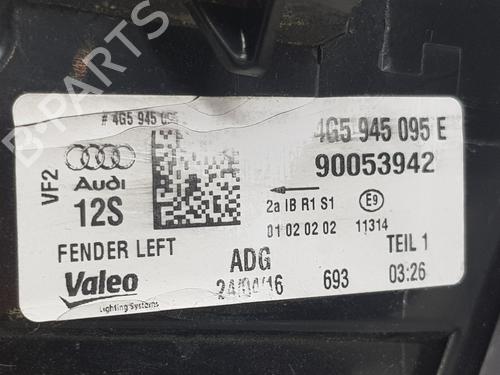 # 4G5 945 095
4G5 945 095 E
VF2
Audi
90053942
12S
2a IB R1 S1
E9
01 02 02 02
11314
FENDER LEFT
ADG
TEIL 1
Valeo
Lighting Systems
24/04/16
693
03:26
B-PARTS